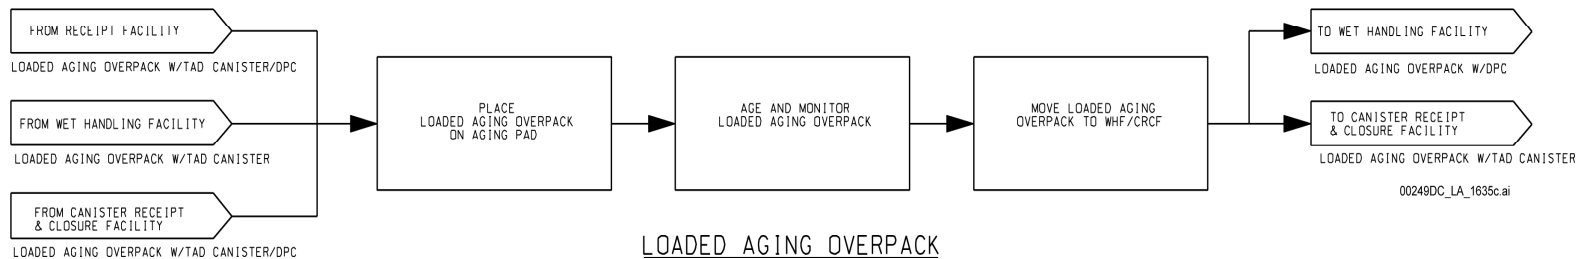 FROM RECEIPT FACILITY
LOADED AGING OVERPACK W/TAD CANISTER/DPC
FROM WET HANDLING FACILITY
LOADED AGING OVERPACK W/TAD CANISTER
FROM CANISTER RECEIPT
& CLOSURE FACILITY
LOADED AGING OVERPACK W/TAD CANISTER/DPC
PLACE
LOADED AGING OVERPACK
ON AGING PAD
AGE AND MONITOR
LOADED AGING OVERPACK
MOVE LOADED AGING
OVERPACK TO WHF/CRCF
TO WET HANDLING FACILITY
LOADED AGING OVERPACK W/DPC
TO CANISTER RECEIPT
& CLOSURE FACILITY
LOADED AGING OVERPACK W/TAD CANISTER
00249DC_LA_1635c.ai
LOADED AGING OVERPACK